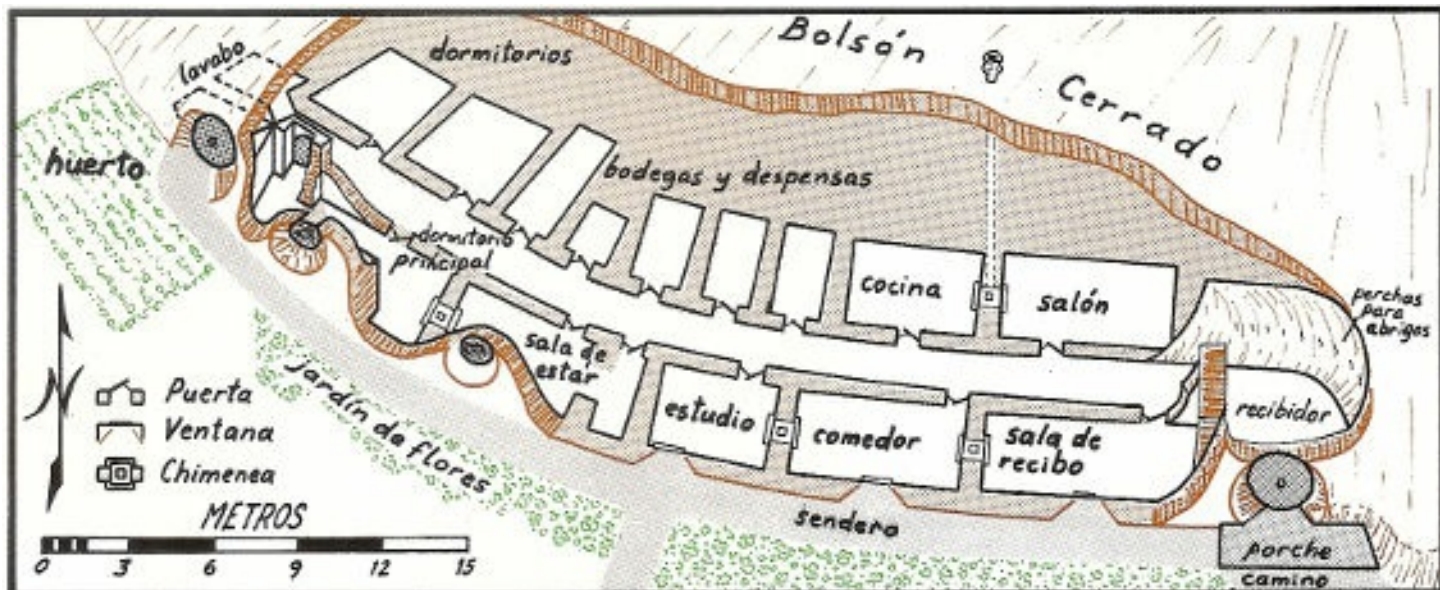 Bolsón
Cerrado
dormitorios
lavabo
huerto
bodegas y despensas
dormitorio
principal
cocina
salón
perchas
para
abrigos
sala de
estar
estudio
comedor
sala de
recibo
recibidor
jardín de flores
sendero
porche
camino
N
Puerta
Ventana
Chimenea
METROS
0 3 6 9 12 15